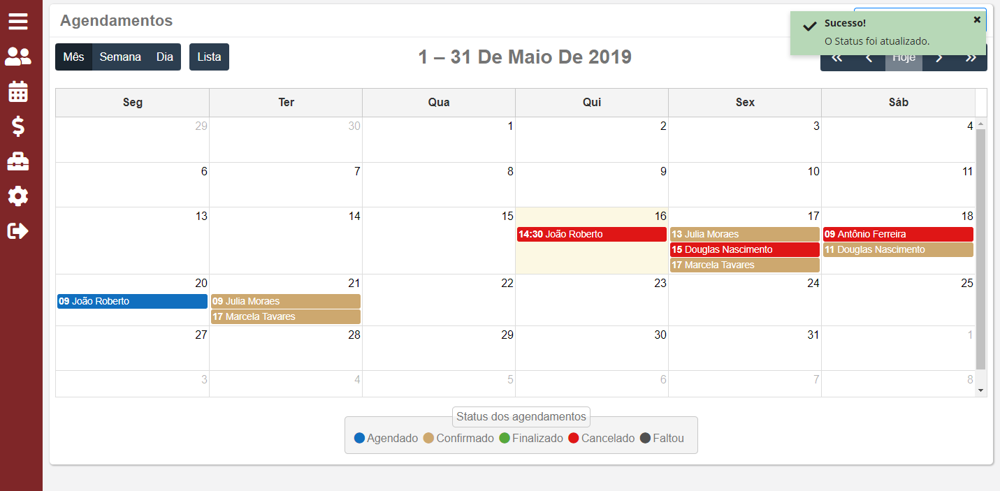 Agendamentos
Sucesso!
O Status foi atualizado.
Mês Semana Dia Lista
1 – 31 De Maio De 2019
Hoje
Seg Ter Qua Qui Sex Sáb
29 30 1 2 3 4
6 7 8 9 10 11
13 14 15 16 17 18
14:30 João Roberto 13 Julia Moraes 09 Antônio Ferreira
15 Douglas Nascimento 11 Douglas Nascimento
17 Marcela Tavares
20 21 22 23 24 25
09 João Roberto 09 Julia Moraes
17 Marcela Tavares
27 28 29 30 31 1
3 4 5 6 7 8
Status dos agendamentos
Agendado Confirmado Finalizado Cancelado Faltou